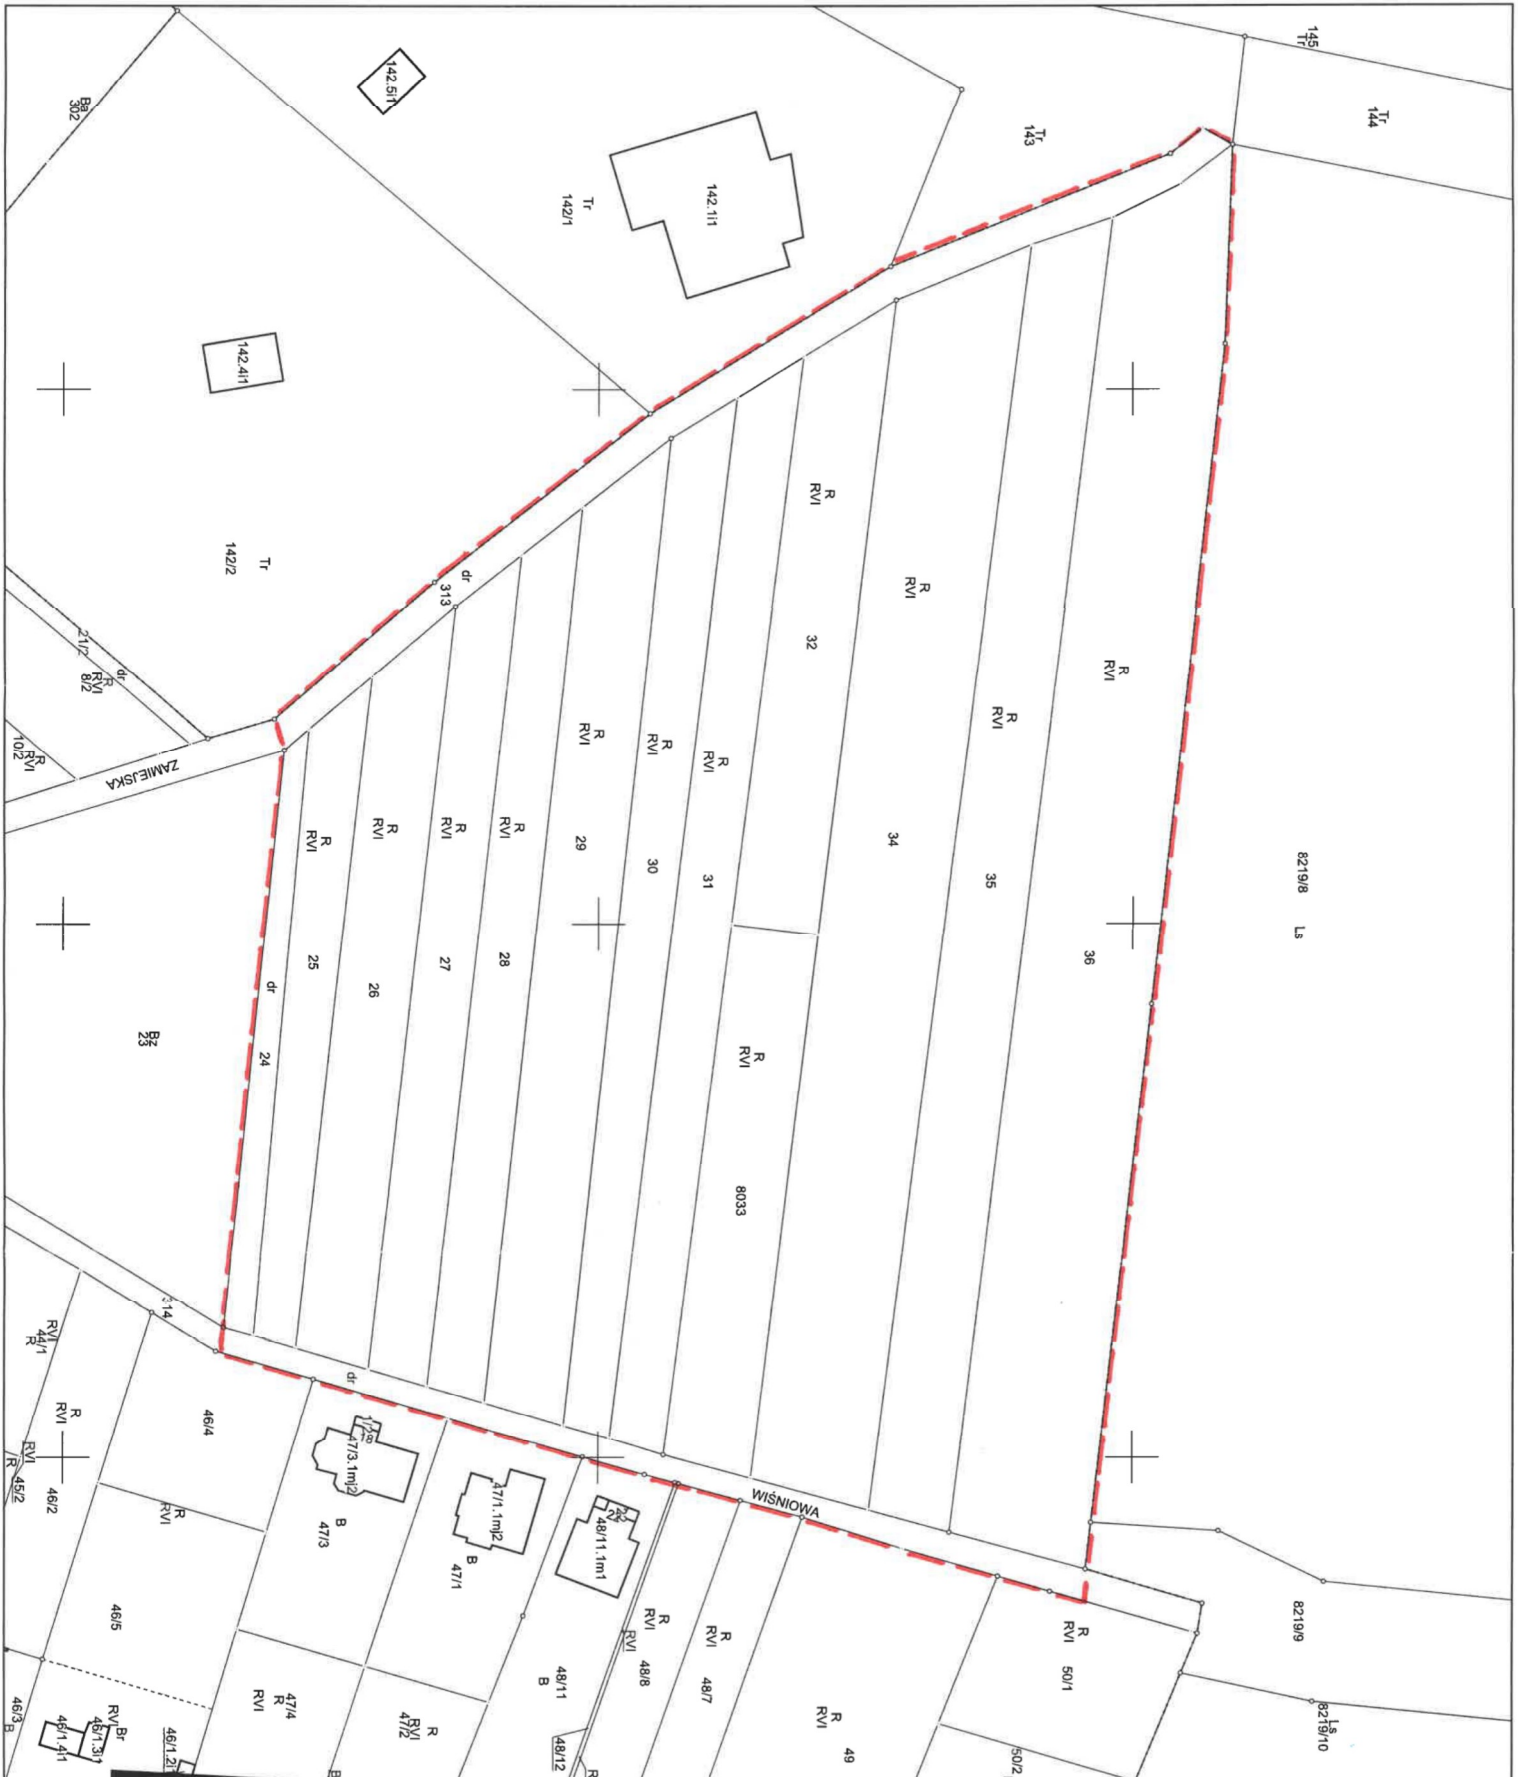 145
Tr
Tr
144
Tr
143
142.5i1
Ba
302
142.1i1
Tr
142/1
142.4i1
R
RVI
Tr
142/2
dr
313
R
RVI
32
R
RVI
21/2
dr
R
RVI
8/2
R
RVI
R
RVI
R
RVI
R
RVI
R
RVI
10/2
ZAMIEJSKA
R
RVI
R
RVI
R
RVI
R
RVI
29
30
31
34
35
8219/8
Ls
36
25
26
27
28
dr
24
Bz
23
R
RVI
8033
314
RVI
44/1
R
dr
R
RVI
46/4
47/3.1mj2
RVI
R
45/2
46/2
R
RVI
B
47/3
47/1.1mj2
WIŚNIOWA
48/11.1m1
B
47/1
46/5
R
RVI
RVI
R
RVI
R
RVI
8219/9
50/1
48/11
B
48/8
48/7
47/4
R
RVI
R
RVI
47/2
R
RVI
49
Ls
8219/10
46/3
B
46/1.4i1
46/1.3i1
Br
RVI
46/1.2i1
48/12
50/2
B
R